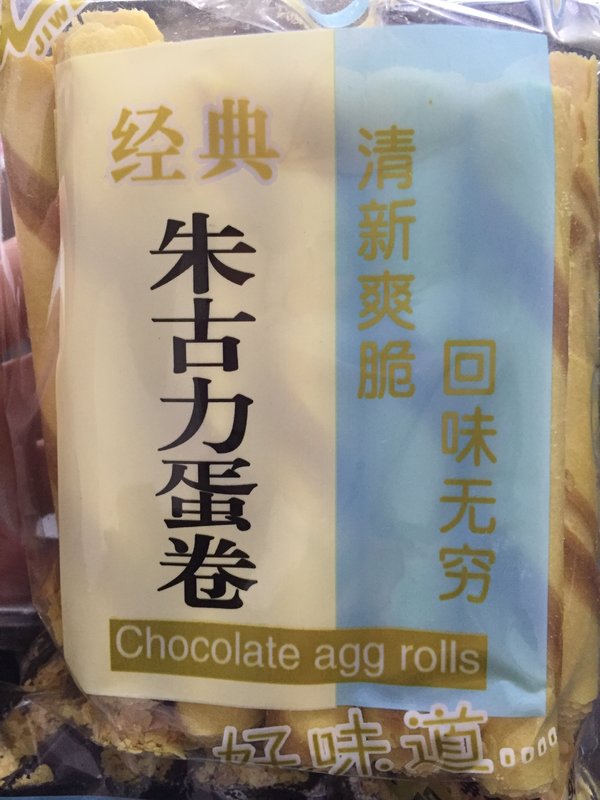 经典
朱古力蛋卷
清新爽脆
回味无穷
Chocolate agg rolls
好味道....